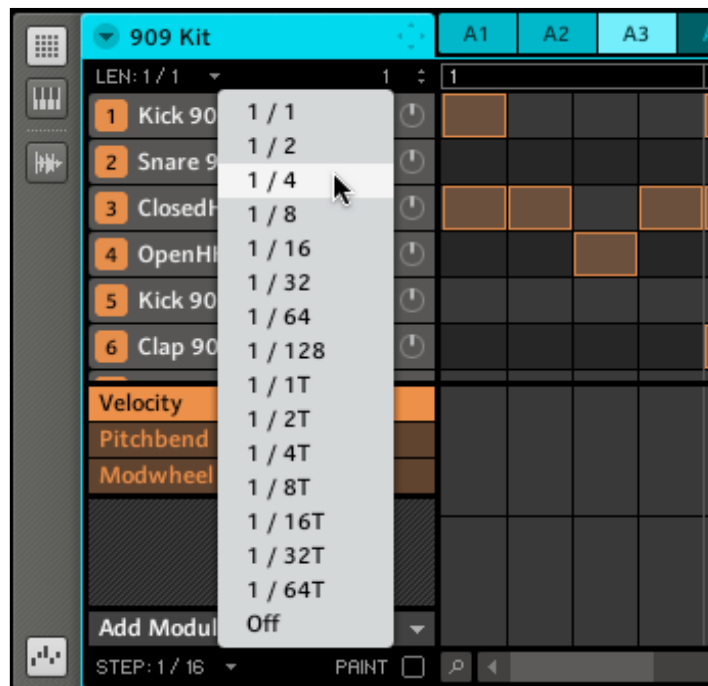 909 Kit
A1 A2 A3
LEN: 1 / 1 1 1
1 Kick 90
2 Snare 9
3 ClosedH
4 OpenHH
5 Kick 90
6 Clap 90
1 / 1
1 / 2
1 / 4
1 / 8
1 / 16
1 / 32
1 / 64
1 / 128
1 / 1T
1 / 2T
1 / 4T
1 / 8T
1 / 16T
1 / 32T
1 / 64T
Off
Velocity
Pitchbend
Modwheel
Add Modul
STEP: 1 / 16 PAINT